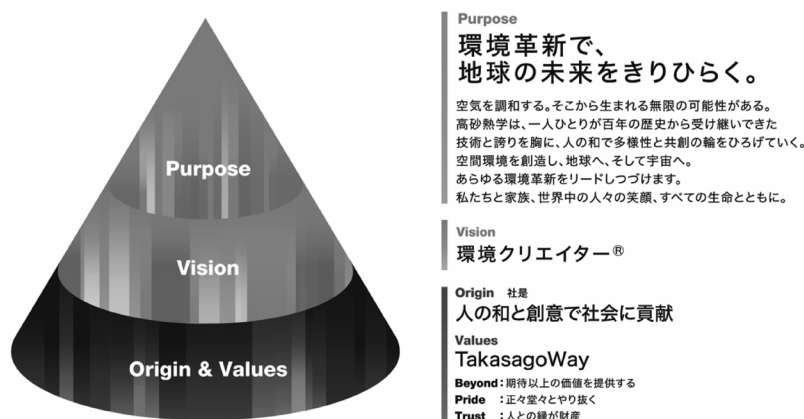 Purpose
Vision
Origin & Values
Purpose
環境革新で、
地球の未来をきりひらく。
空気を調和する。そこから生まれる無限の可能性がある。
高砂熱学は、一人ひとりが百年の歴史から受け継いできた
技術と誇りを胸に、人の和で多様性と共創の輪をひろげていく。
空間環境を創造し、地球へ、そして宇宙へ。
あらゆる環境革新をリードしつづけます。
私たちと家族、世界中の人々の笑顔、すべての生命とともに。
Vision
環境クリエイター®
Origin 社是
人の和と創意で社会に貢献
Values
TakasagoWay
Beyond：期待以上の価値を提供する
Pride ：正々堂々とやり抜く
Trust ：人との縁が財産